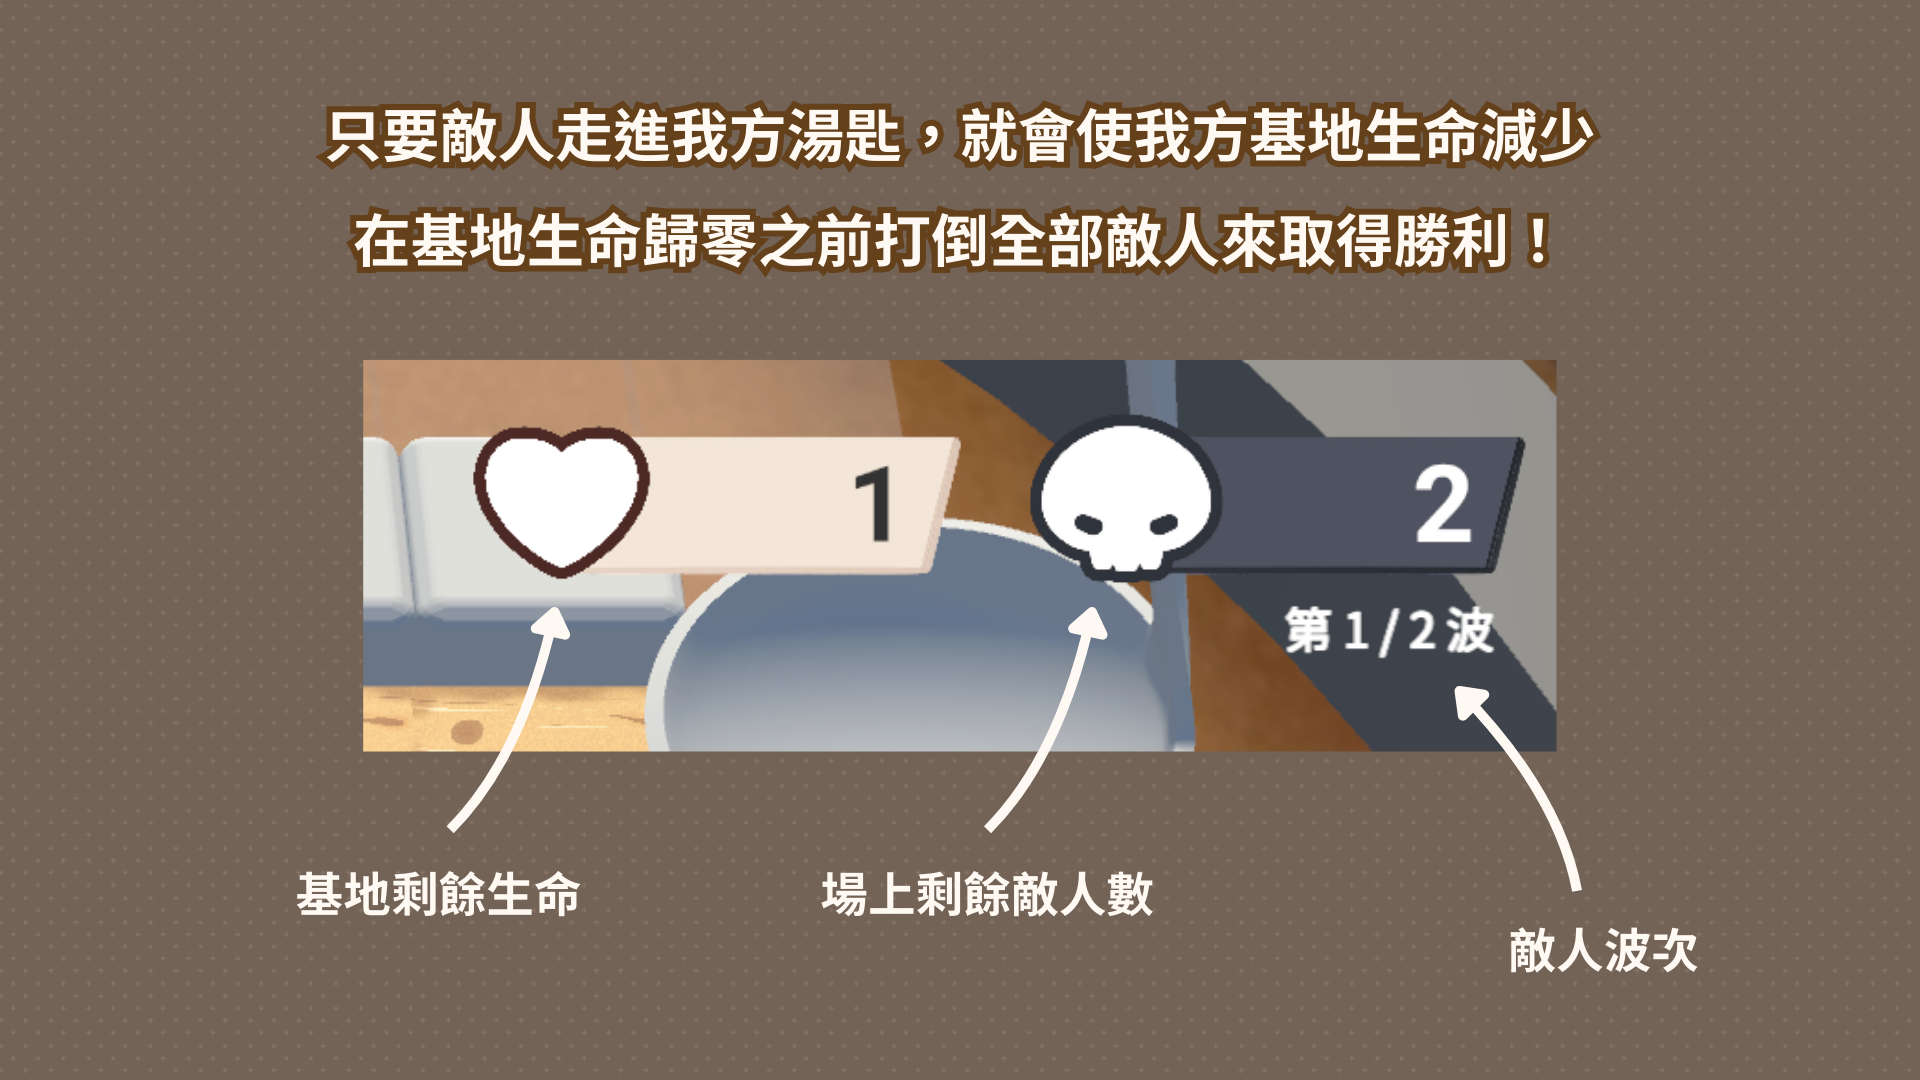 只要敵人走進我方湯匙，就會使我方基地生命減少
在基地生命歸零之前打倒全部敵人來取得勝利！
1
2
第1/2波
基地剩餘生命
場上剩餘敵人數
敵人波次